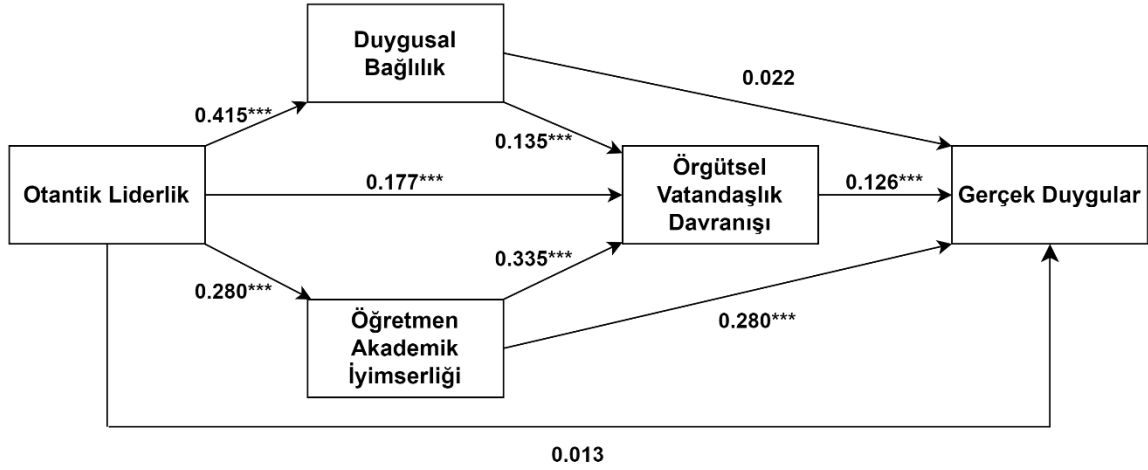 Duygusal
Bağlılık
0.022
0.415***
0.135***
Otantik Liderlik
0.177***
Örgütsel
Vatandaşlık
Davranışı
0.126***
Gerçek Duygular
0.280***
0.335***
Öğretmen
Akademik
İyimserliği
0.280***
0.013